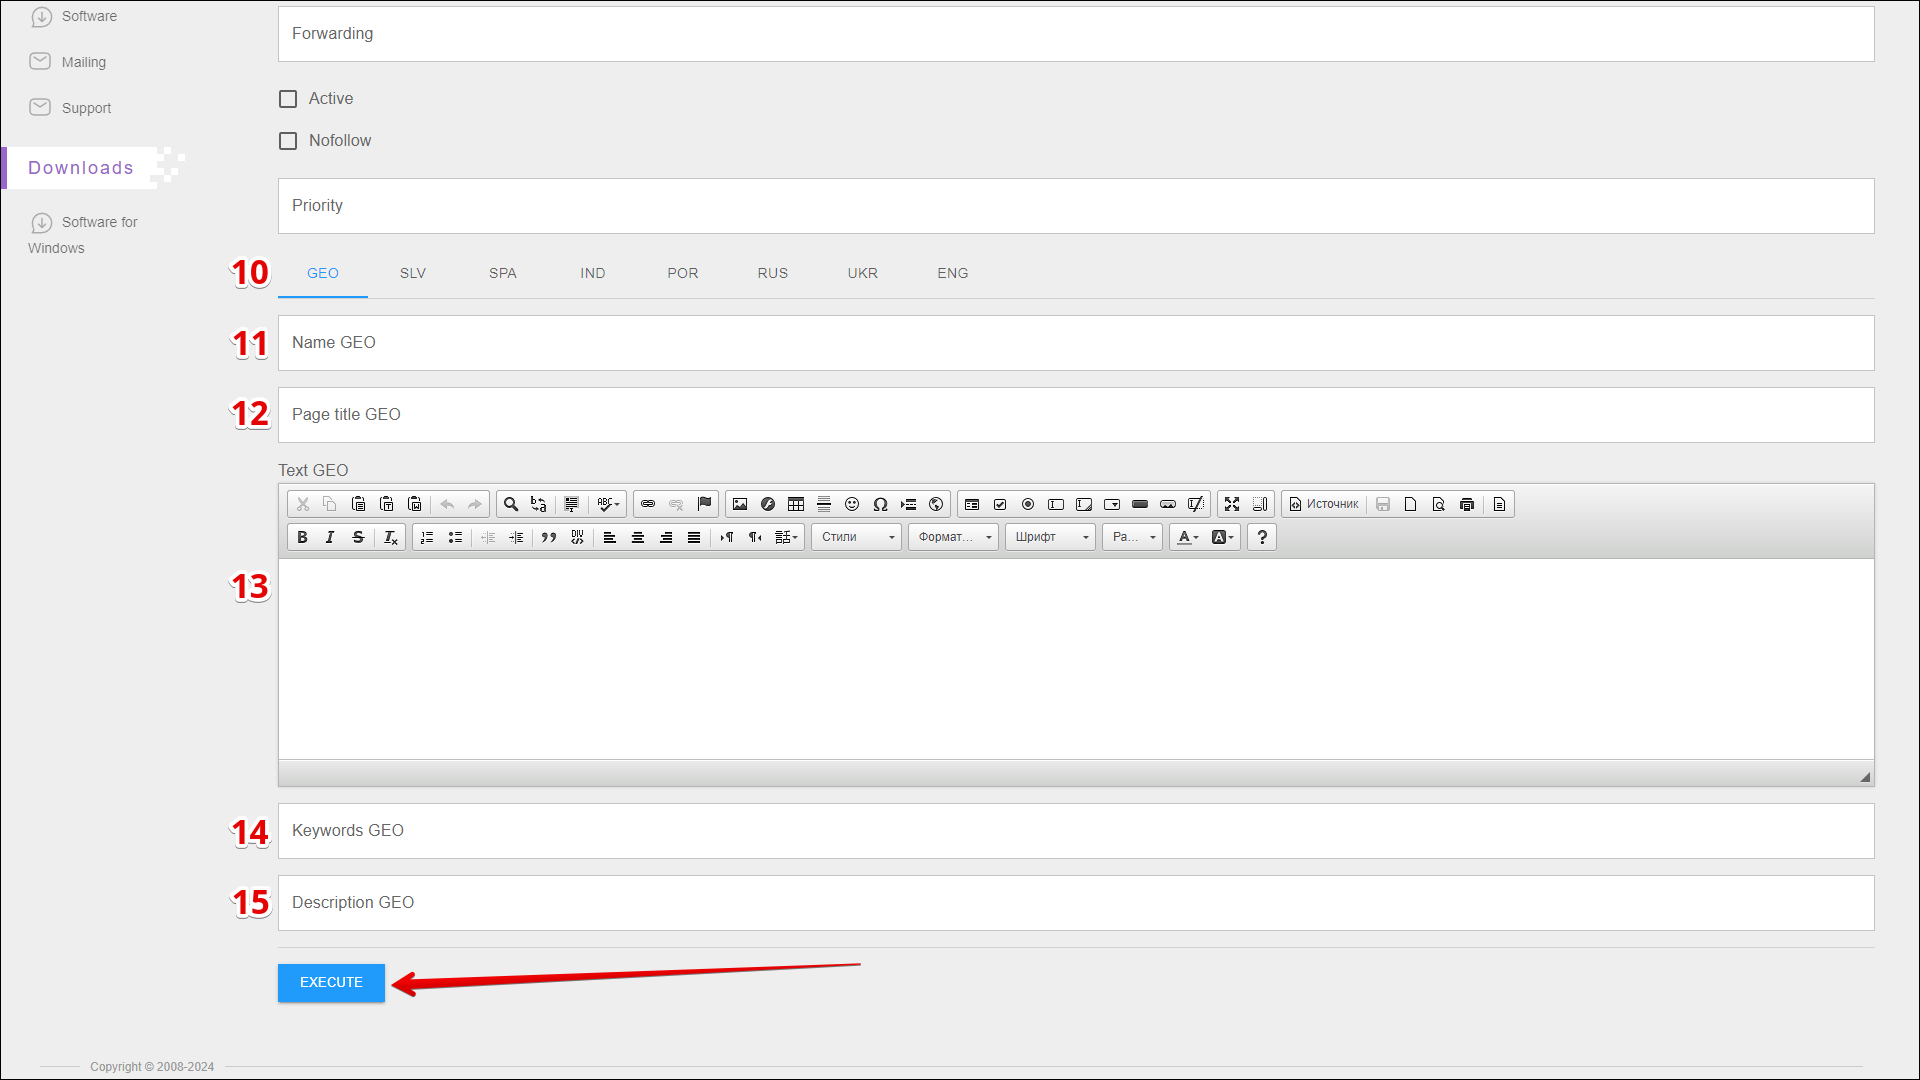 Software
Forwarding
Mailing
Active
Support
Nofollow
Downloads
Priority
Software for
Windows
10 GEO SLV SPA IND POR RUS UKR ENG
11 Name GEO
12 Page title GEO
Text GEO
Источник
Стили Формат... Шрифт Ра... ?
13
14 Keywords GEO
15 Description GEO
EXECUTE
Copyright © 2008-2024